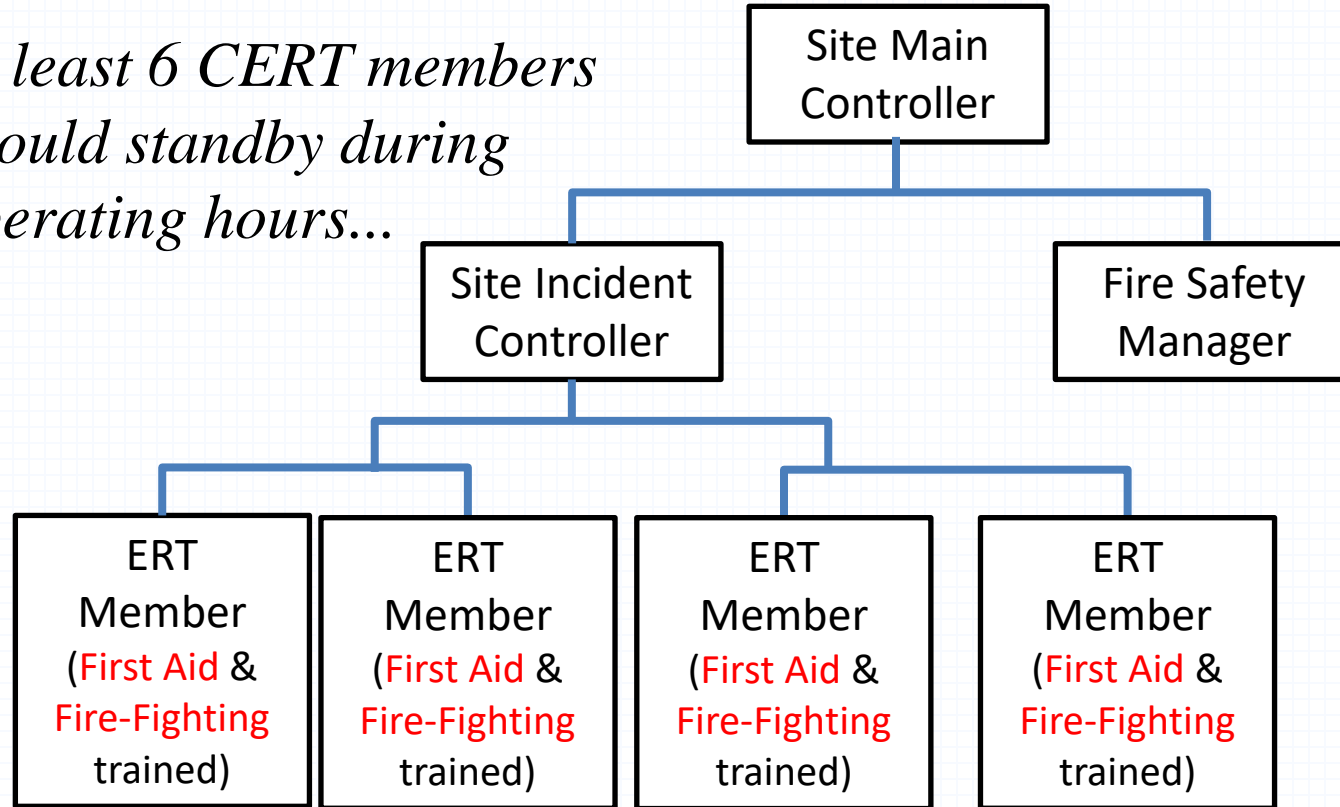 least 6 CERT members
ould standby during
erating hours...
Site Main
Controller
Site Incident
Controller
Fire Safety
Manager
ERT
Member
(First Aid &
Fire-Fighting
trained)
ERT
Member
(First Aid &
Fire-Fighting
trained)
ERT
Member
(First Aid &
Fire-Fighting
trained)
ERT
Member
(First Aid &
Fire-Fighting
trained)